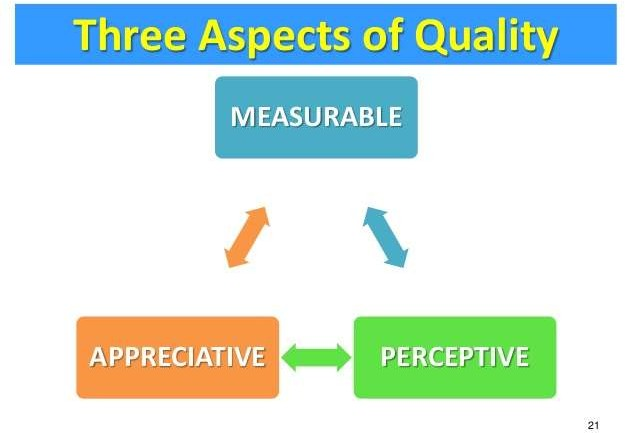 Three Aspects of Quality
MEASURABLE
APPRECIATIVE
PERCEPTIVE
21